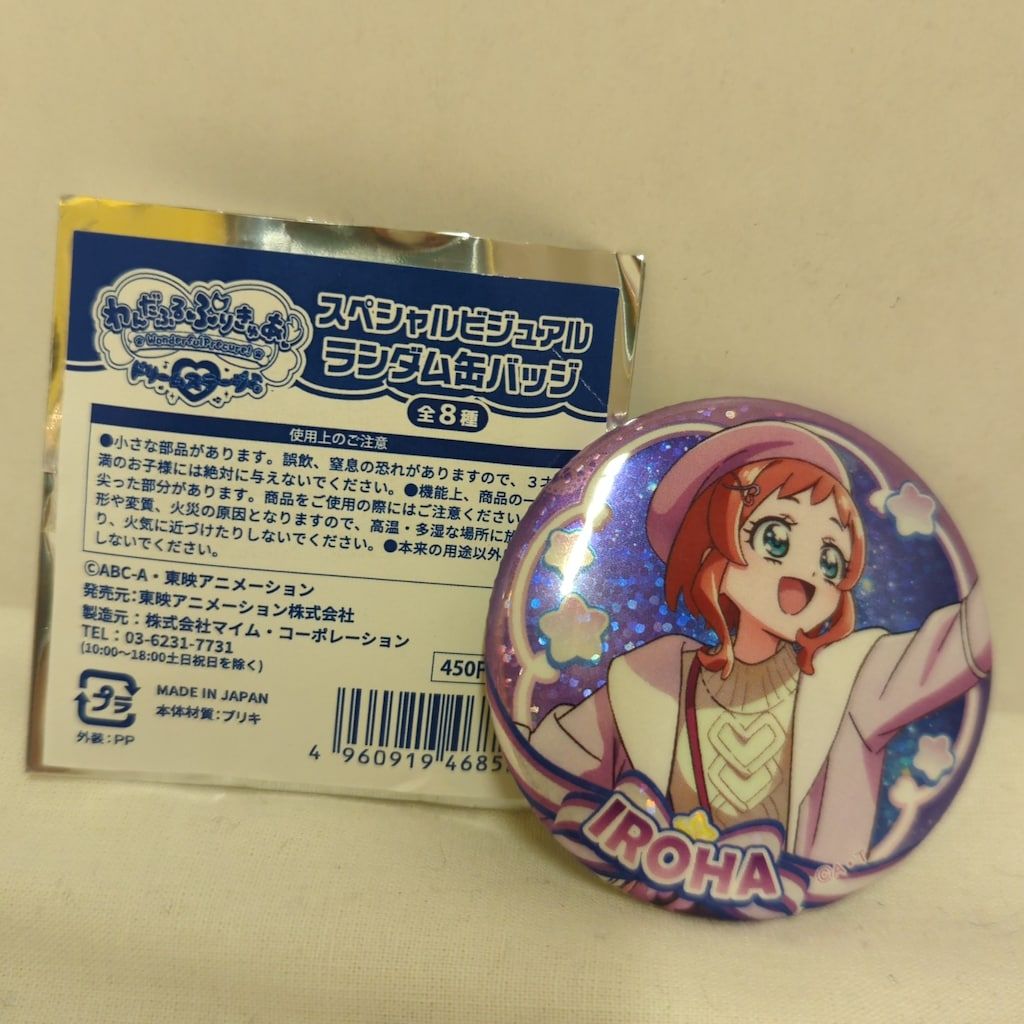 わんだふるぷりきゅあ!
Wonderful Precure!
ドリームステージ
スペシャルビジュアル
ランダム缶バッジ
全8種
使用上のご注意
●小さな部品があります。誤飲、窒息の恐れがありますので、3才
満のお子様には絶対に与えないでください。●機能上、商品の一
尖った部分があります。商品をご使用の際にはご注意ください
形や変質、火災の原因となりますので、高温・多湿な場所に放
り、火気に近づけたりしないでください。●本来の用途以外
しないでください。
©ABC-A・東映アニメーション
発売元:東映アニメーション株式会社
製造元:株式会社マイム・コーポレーション
TEL:03-6231-7731
(10:00~18:00土日祝日を除く)
450
プラ
外装:PP
MADE IN JAPAN
本体材質:ブリキ
4 960919 4685
IROHA
©A・T